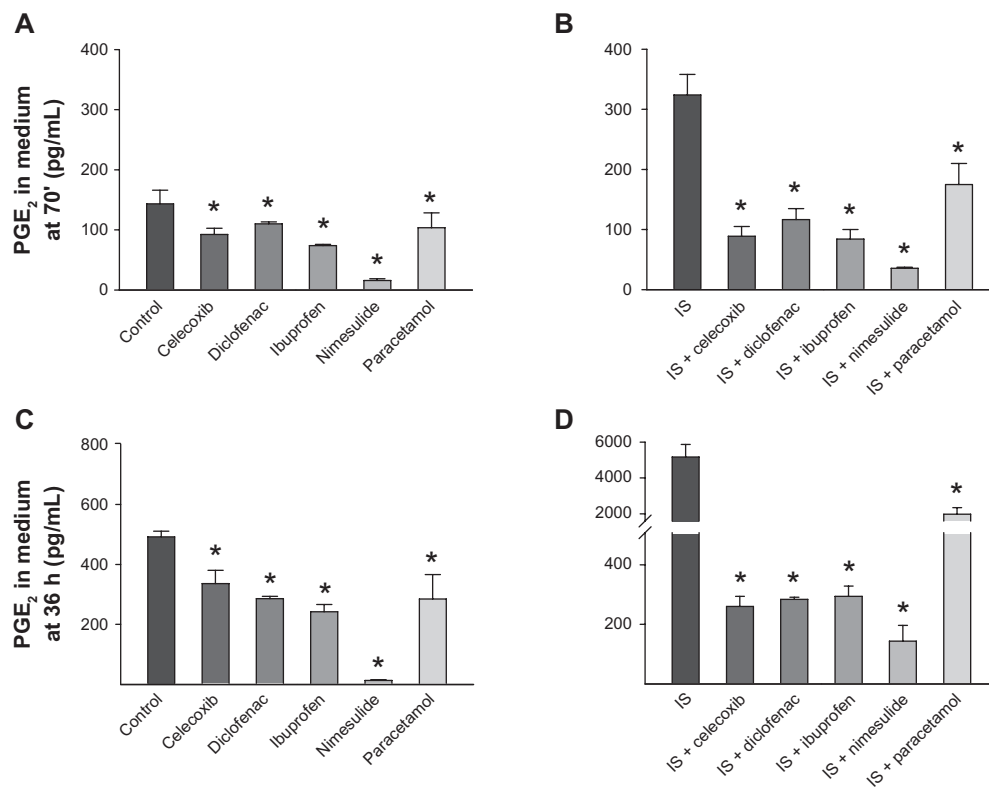 A
PGE2 in medium
at 70' (pg/mL)
400
300
200
100
0
*
*
*
*
*
Control
Celecoxib
Diclofenac
Ibuprofen
Nimesulide
Paracetamol
B
400
300
200
100
0
*
*
*
*
*
IS
IS + celecoxib
IS + diclofenac
IS + ibuprofen
IS + nimesulide
IS + paracetamol
C
PGE2 in medium
at 36 h (pg/mL)
800
600
400
200
*
*
*
*
*
Control
Celecoxib
Diclofenac
Ibuprofen
Nimesulide
Paracetamol
D
6000
4000
2000
400
200
*
*
*
*
*
IS
IS + celecoxib
IS + diclofenac
IS + ibuprofen
IS + nimesulide
IS + paracetamol